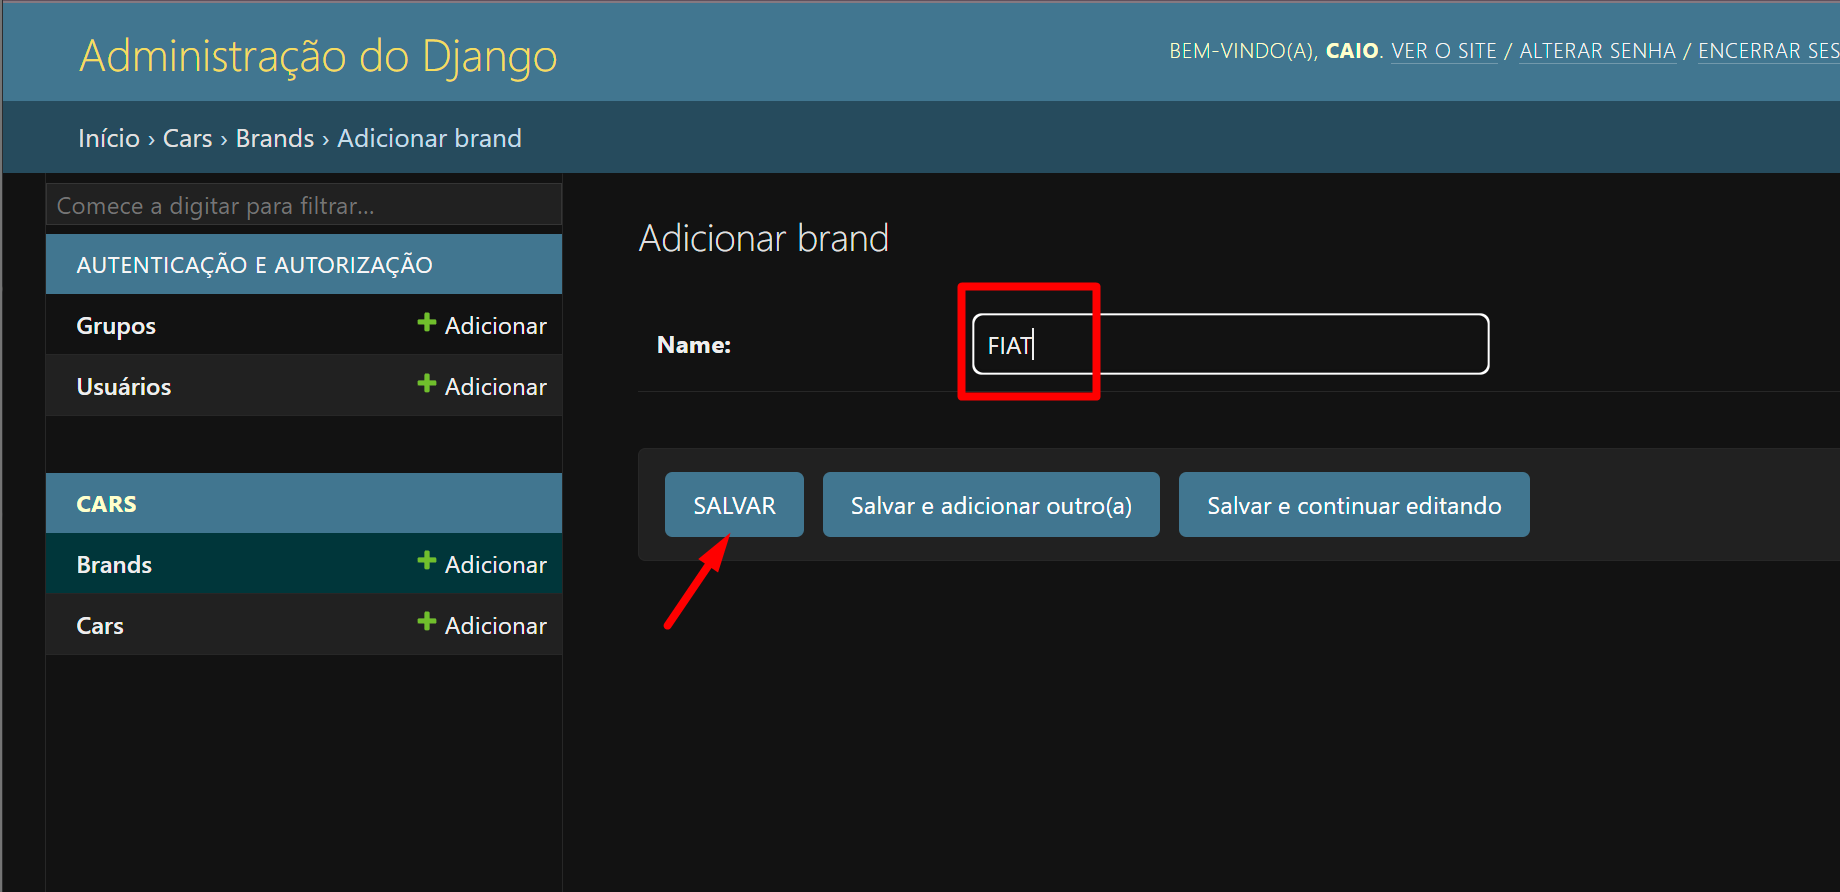 Administração do Django
BEM-VINDO(A), CAIO. VER O SITE / ALTERAR SENHA / ENCERRAR SES
Início › Cars › Brands › Adicionar brand
Comece a digitar para filtrar...
AUTENTICAÇÃO E AUTORIZAÇÃO
Grupos + Adicionar
Usuários + Adicionar
CARS
Brands + Adicionar
Cars + Adicionar
Adicionar brand
Name: FIAT
SALVAR Salvar e adicionar outro(a) Salvar e continuar editando